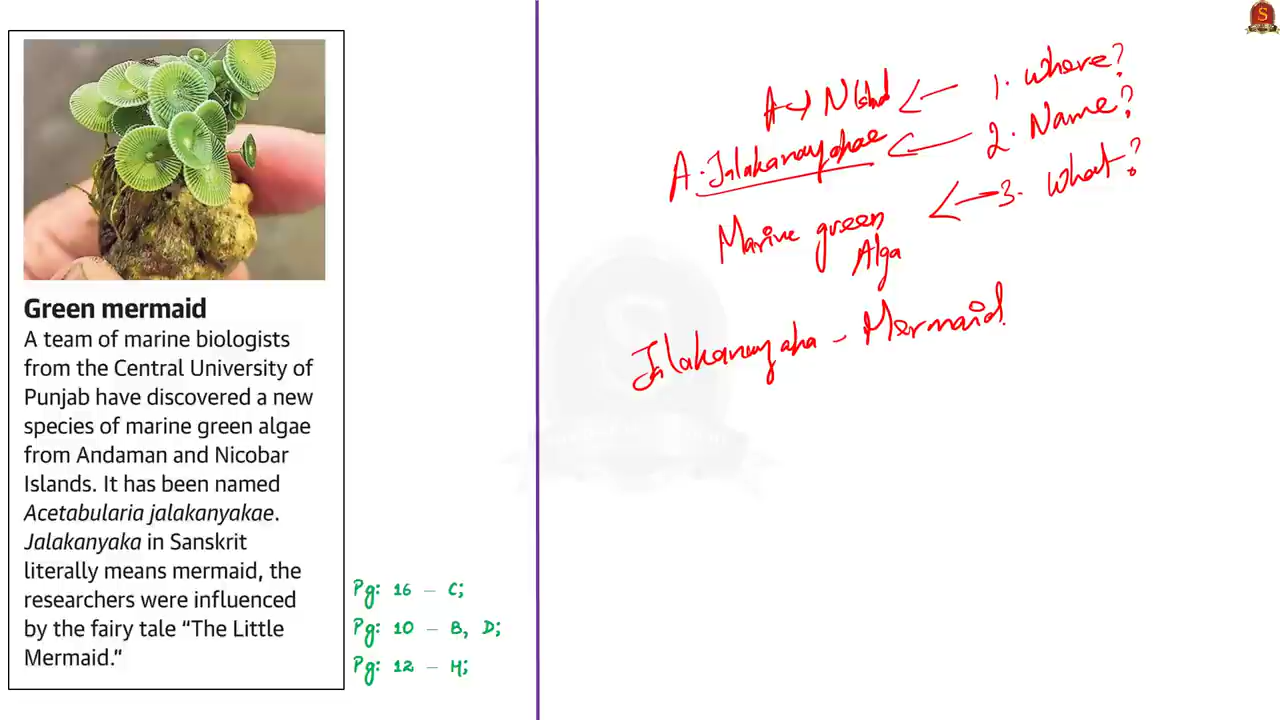 Green mermaid
A team of marine biologists
from the Central University of
Punjab have discovered a new
species of marine green algae
from Andaman and Nicobar
Islands. It has been named
Acetabularia jalakanyakae.
Jalakanyaka in Sanskrit
literally means mermaid, the
researchers were influenced
by the fairy tale “The Little
Mermaid.”
Pg: 16 – C;
Pg: 10 – B, D;
Pg: 12 – H;
1. Where?
A → N Island
2. Name?
3. What?
Marine green
Alga
– Mermaid.
S